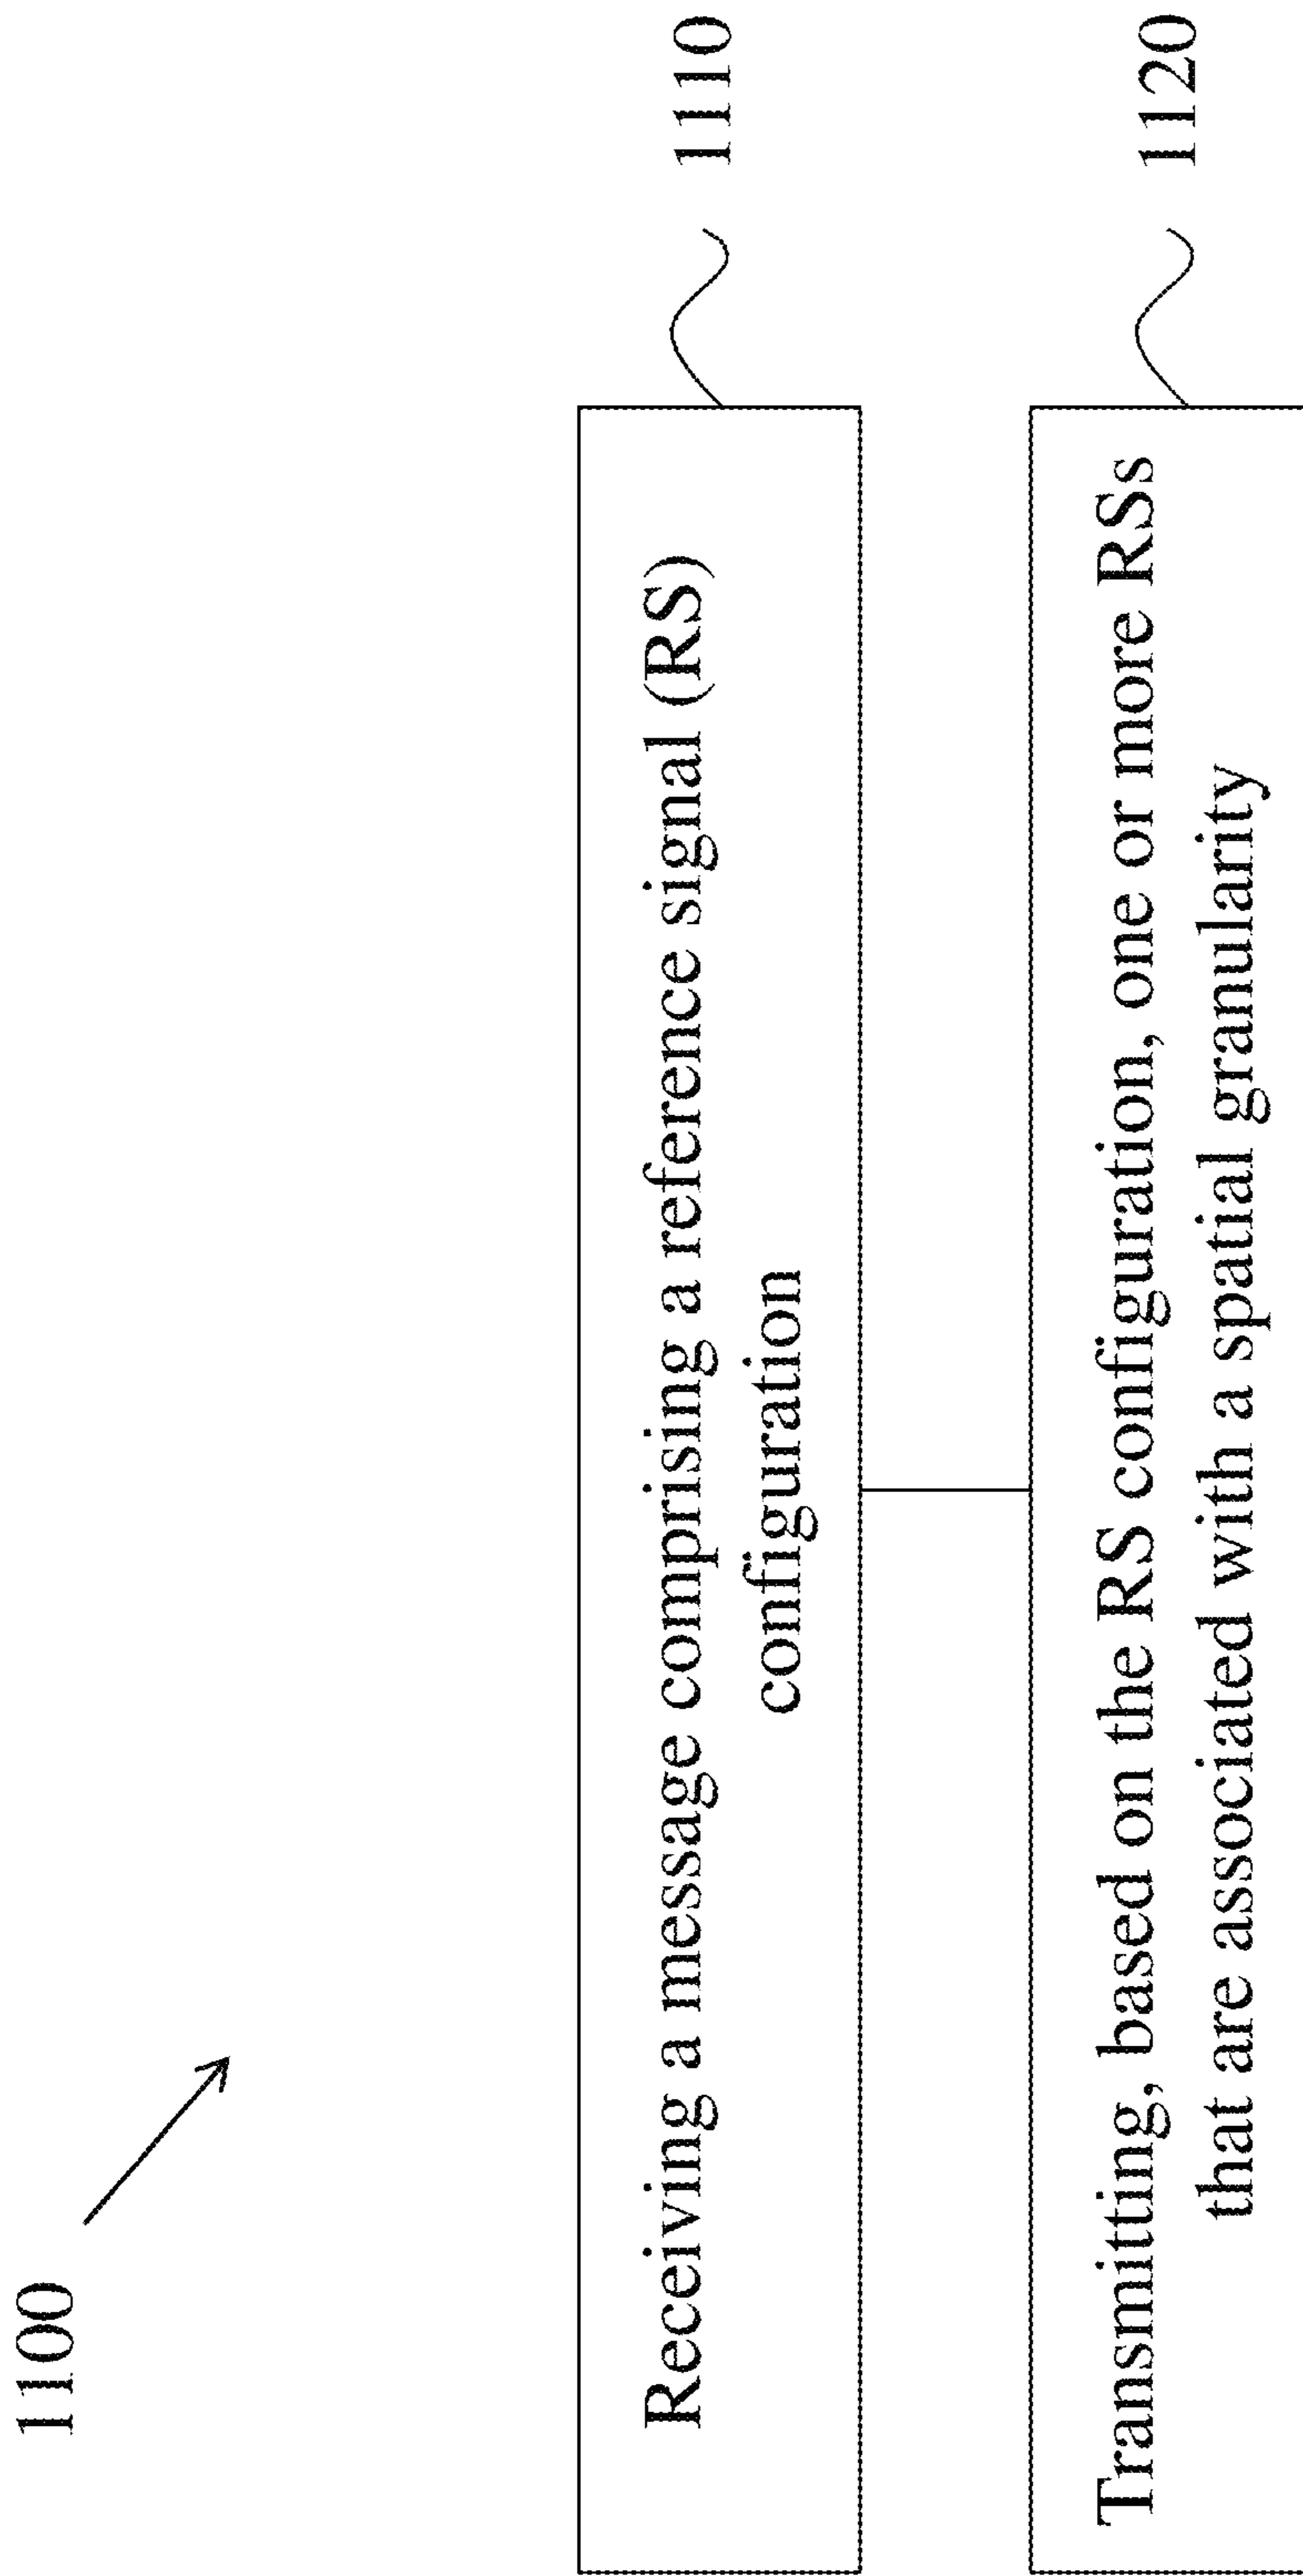 1100
Receiving a message comprising a reference signal (RS)
configuration
1110
Transmitting, based on the RS configuration, one or more RSs
that are associated with a spatial granularity
1120